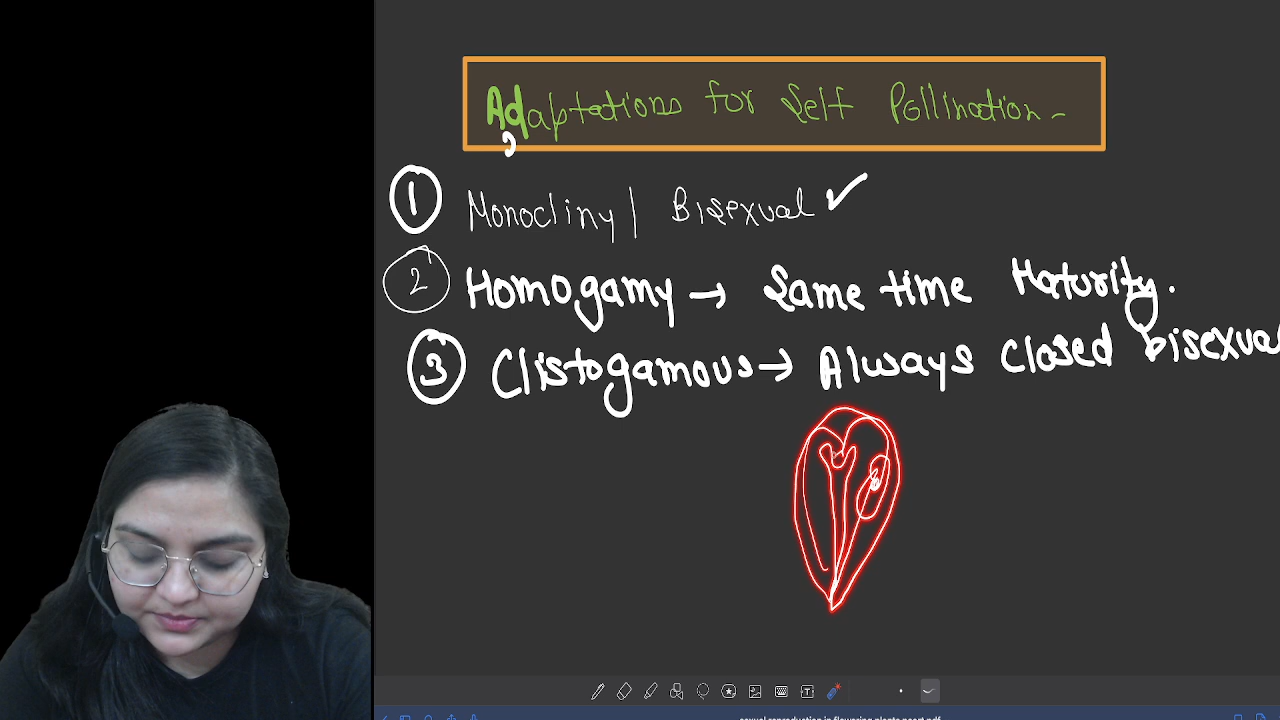 Adaptations for Self Pollination -
1 Monocliny | Bisexual ✓
2 Homogamy → Same time Maturity.
3 Clistogamous → Always closed bisexual